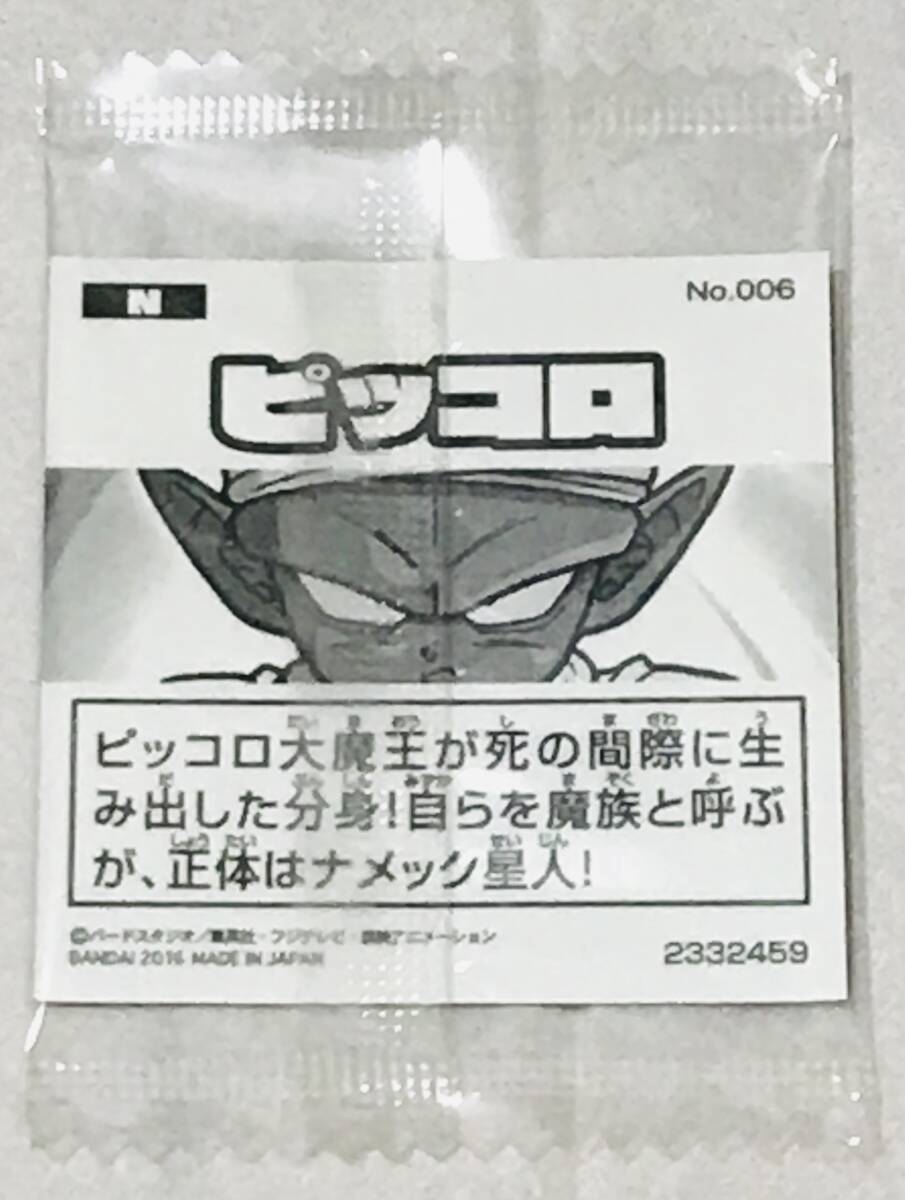 N
No.006
ピッコロ
ピッコロ大魔王が死の間際に生
み出した分身!自らを魔族と呼ぶ
が、正体はナメック星人!
©バードスタジオ/集英社・フジテレビ・東映アニメーション
BANDAI 2016 MADE IN JAPAN
2332459